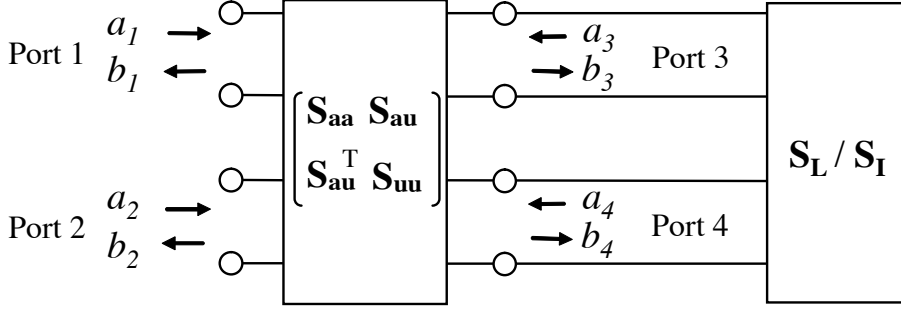 Port 1 a1 b1
a3 b3 Port 3
Saa Sau
SauT Suu
SL / SI
Port 2 a2 b2
a4 b4 Port 4